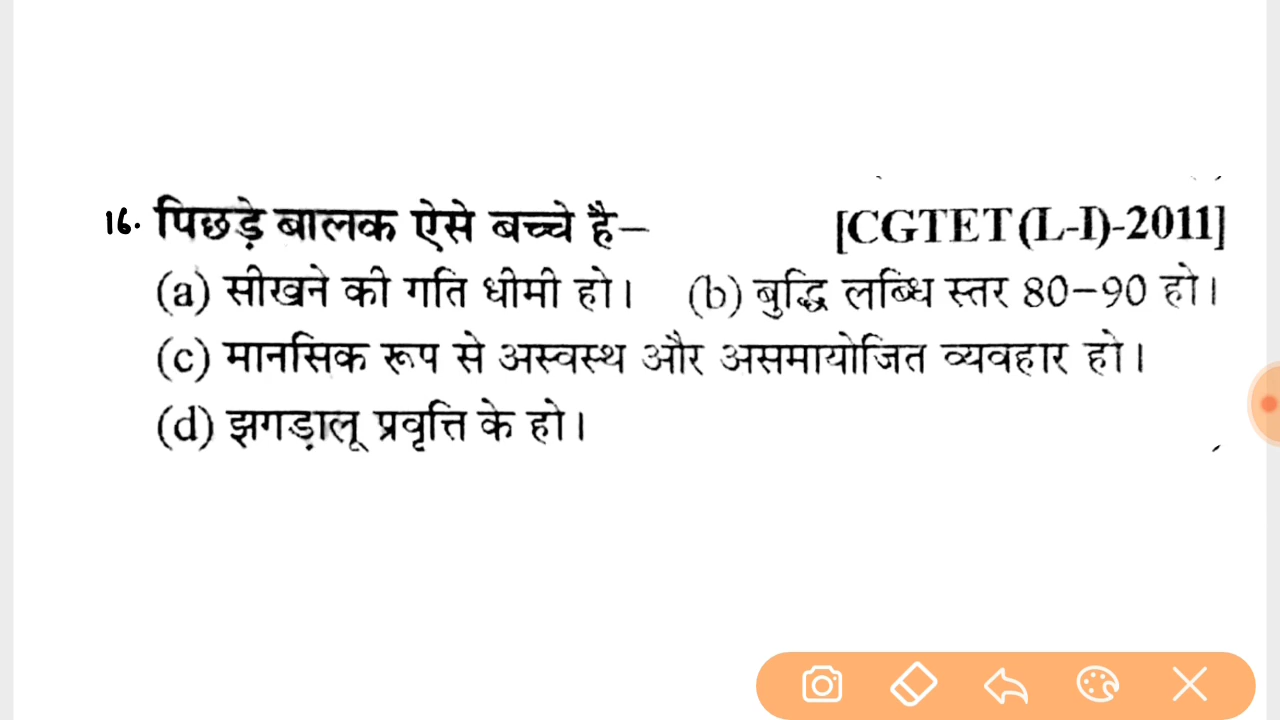 16. पिछड़े बालक ऐसे बच्चे है– [CGTET(L-I)-2011]
(a) सीखने की गति धीमी हो। (b) बुद्धि लब्धि स्तर 80–90 हो।
(c) मानसिक रूप से अस्वस्थ और असमायोजित व्यवहार हो।
(d) झगड़ालू प्रवृत्ति के हो।